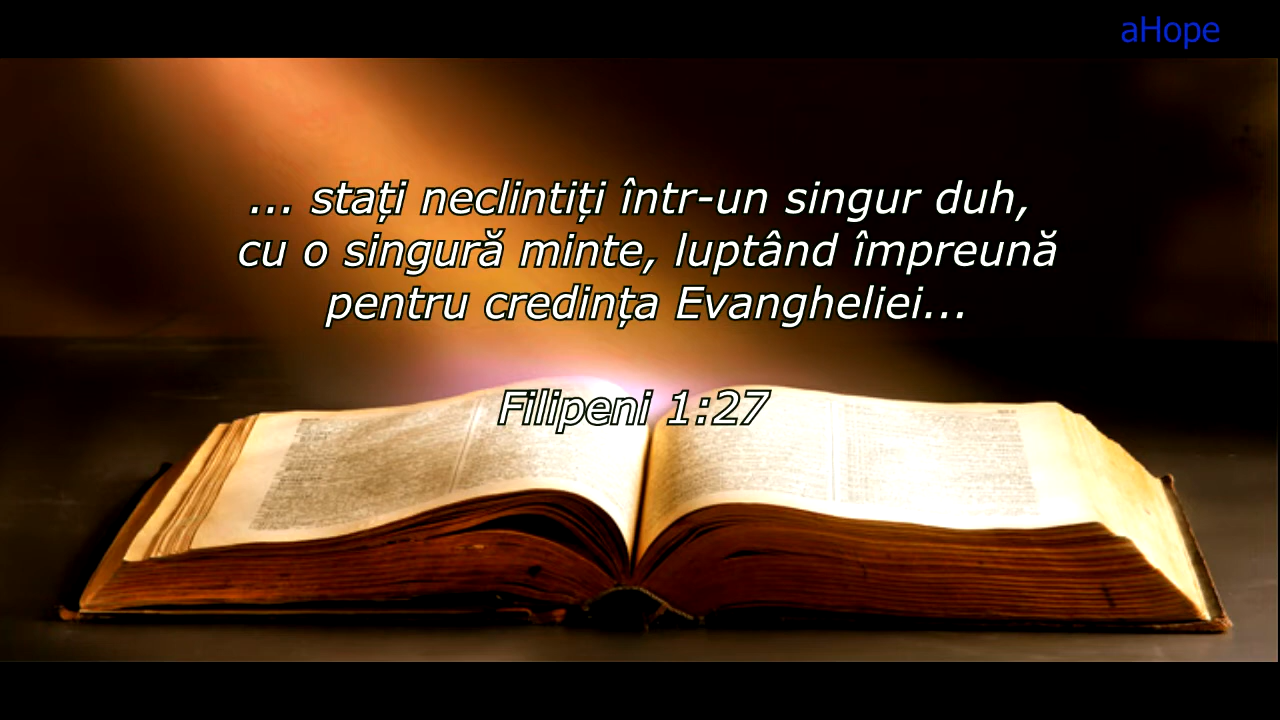 aHope
... stați neclintiți într-un singur duh,
cu o singură minte, luptând împreună
pentru credința Evangheliei...
Filipeni 1:27